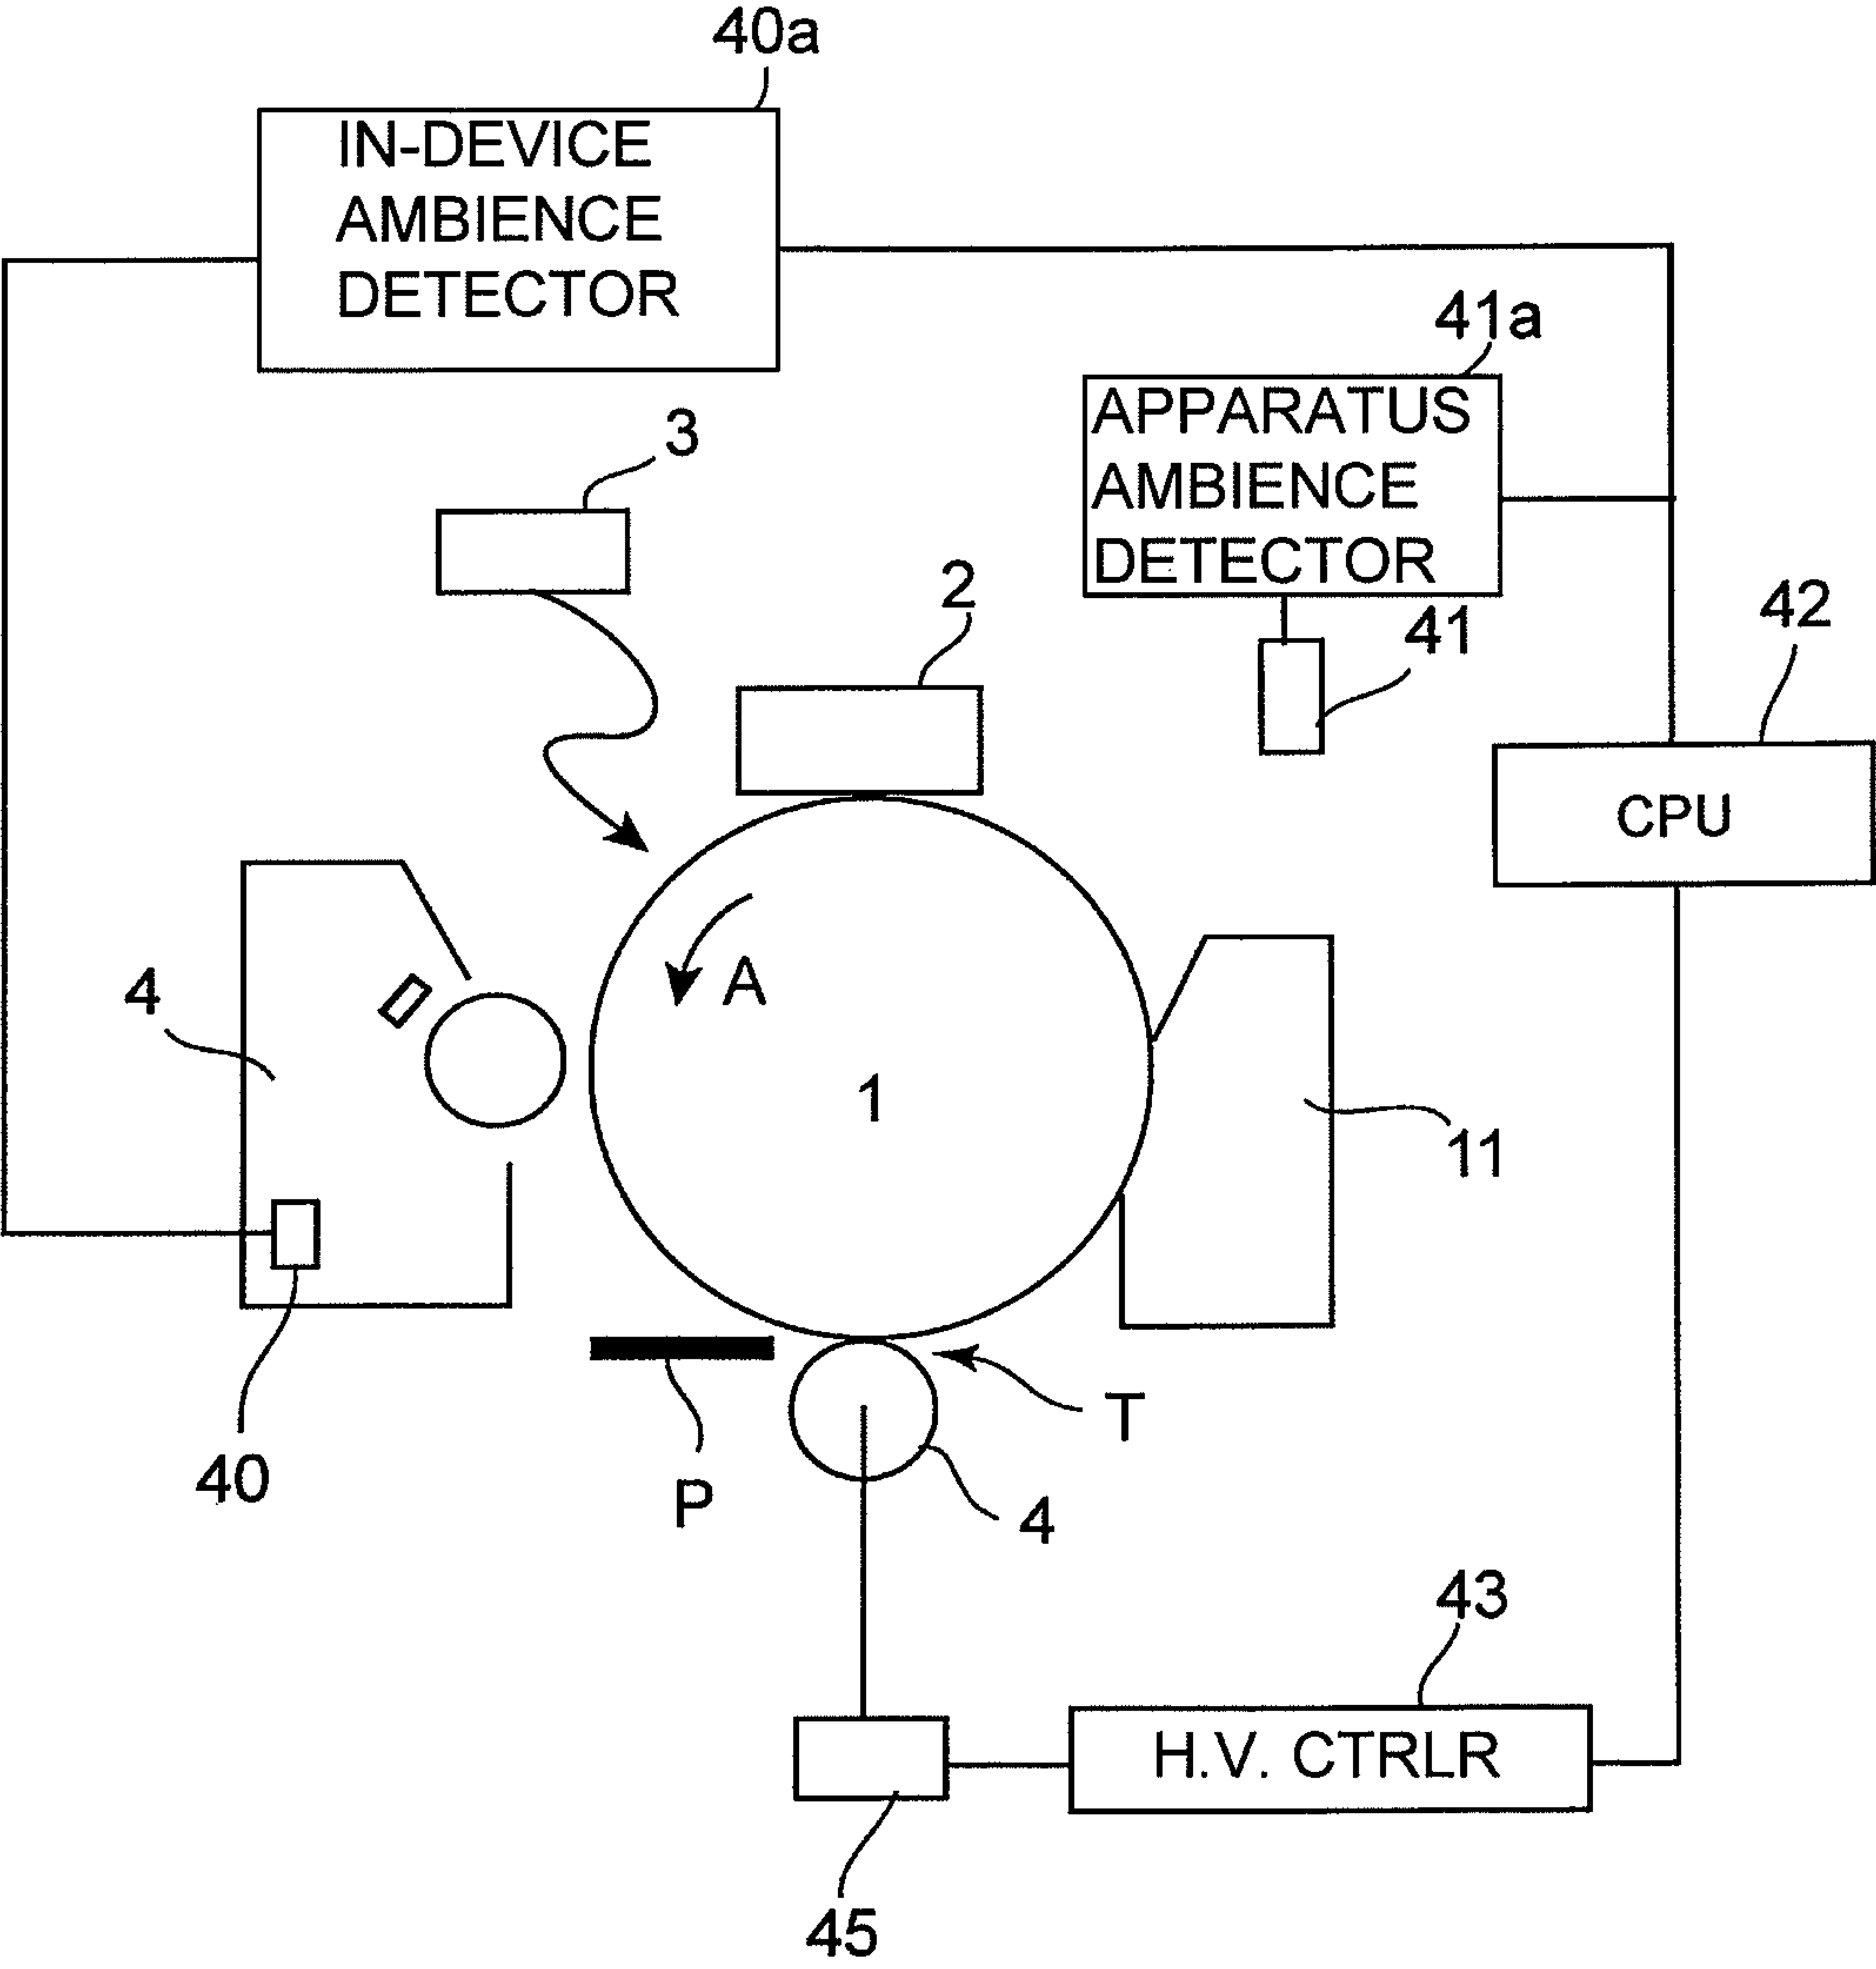 40a
IN-DEVICE
AMBIENCE
DETECTOR
41a
APPARATUS
AMBIENCE
DETECTOR
3
2
41
42
CPU
4
A
1
11
40
P
T
4
43
H.V. CTRLR
45